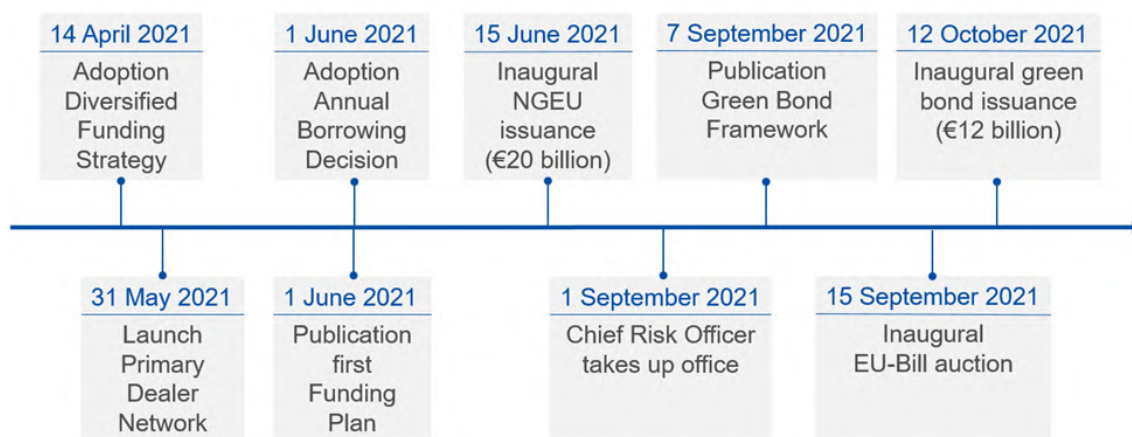 14 April 2021
Adoption
Diversified
Funding
Strategy
1 June 2021
Adoption
Annual
Borrowing
Decision
15 June 2021
Inaugural
NGEU
issuance
(€20 billion)
7 September 2021
Publication
Green Bond
Framework
12 October 2021
Inaugural green
bond issuance
(€12 billion)
31 May 2021
Launch
Primary
Dealer
Network
1 June 2021
Publication
first
Funding
Plan
1 September 2021
Chief Risk Officer
takes up office
15 September 2021
Inaugural
EU-Bill auction